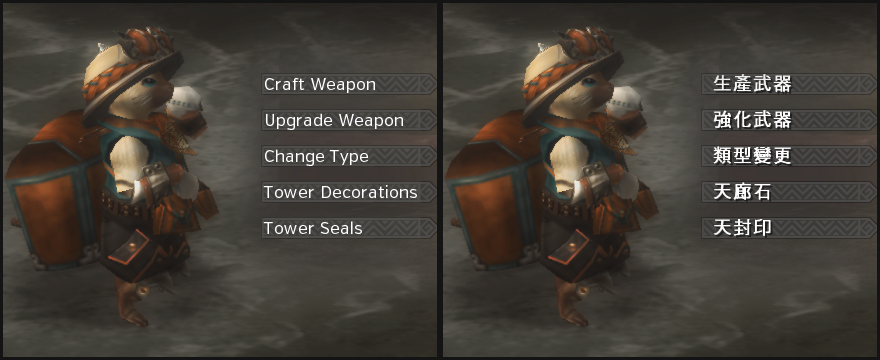 Craft Weapon
Upgrade Weapon
Change Type
Tower Decorations
Tower Seals
生產武器
強化武器
類型變更
天廊石
天封印